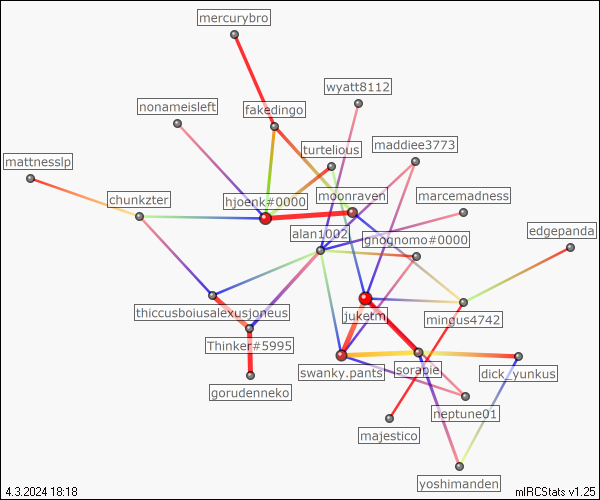 mercurybro
wyatt8112
nonameisleft
fakedingo
turtelious
maddiee3773
mattnesslp
chunkzter
hjoenk#0000
moonraven
marcemadness
alan1002
gnognomo#0000
edgepanda
thiccusboiusalexusjoneus
juketm
mingus4742
Thinker#5995
swanky.pants
sorapie
dick_yunkus
gorudenneko
neptune01
majestico
yoshimanden
4.3.2024 18:18
mIRCStats v1.25